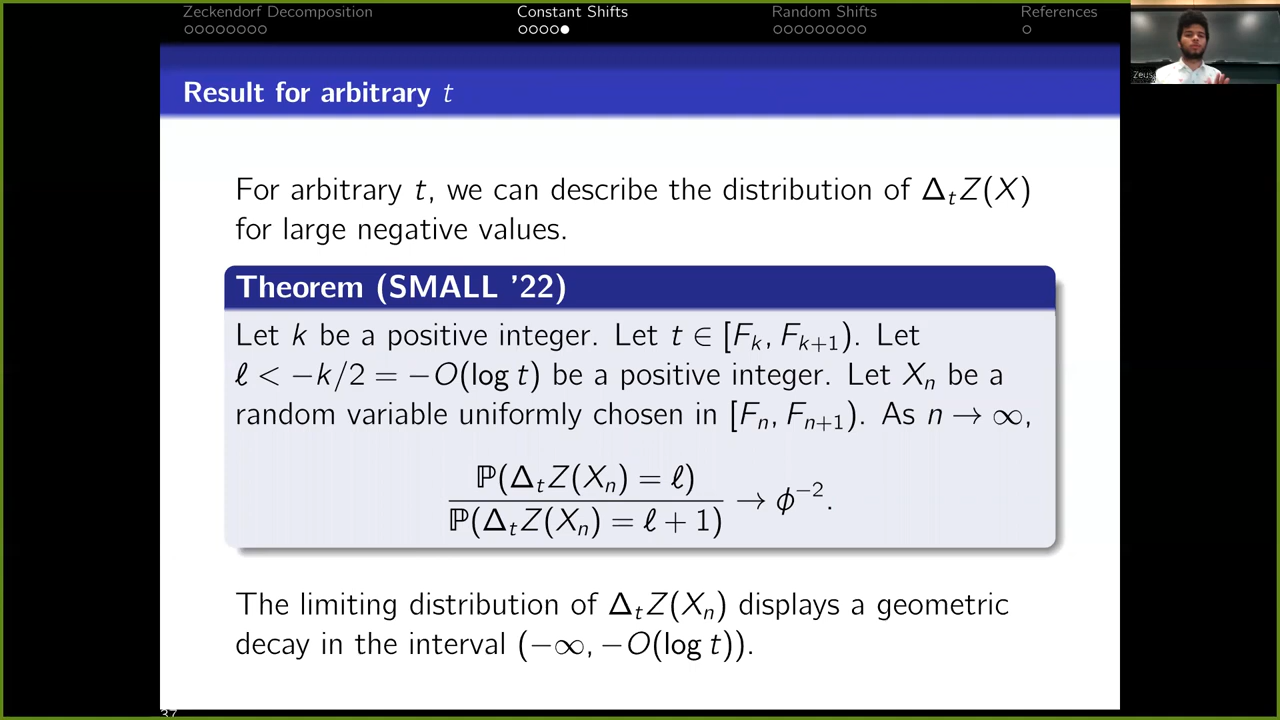 Zeckendorf Decomposition Constant Shifts Random Shifts References
Zeus
Result for arbitrary t
For arbitrary t, we can describe the distribution of Δ_tZ(X)
for large negative values.
Theorem (SMALL ’22)
Let k be a positive integer. Let t ∈ [F_k, F_{k+1}). Let
ℓ < −k/2 = −O(log t) be a positive integer. Let X_n be a
random variable uniformly chosen in [F_n, F_{n+1}). As n → ∞,
ℙ(Δ_tZ(X_n) = ℓ)
ℙ(Δ_tZ(X_n) = ℓ + 1) → ϕ^{−2}.
The limiting distribution of Δ_tZ(X_n) displays a geometric
decay in the interval (−∞, −O(log t)).
37